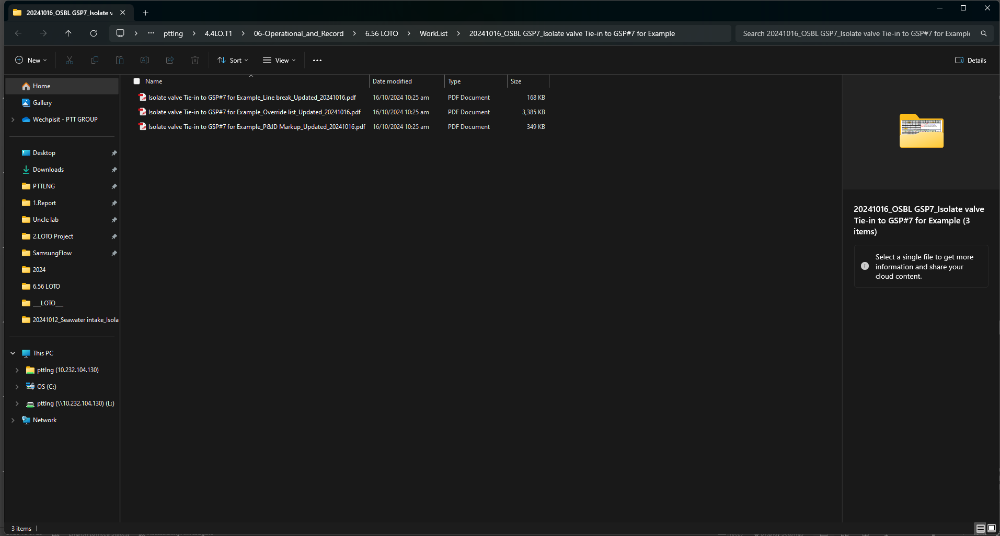 20241016_OSBL GSP7_Isolate v
pttlng > 4.4LO.T1 > 06-Operational_and_Record > 6.56 LOTO > WorkList > 20241016_OSBL GSP7_Isolate valve Tie-in to GSP#7 for Example
Search 20241016_OSBL GSP7_Isolate valve Tie-in to GSP#7 for Example
New
Sort
View
Details
Home
Gallery
Wechpisit - PTT GROUP
Desktop
Downloads
PTTLNG
1.Report
Uncle lab
2.LOTO Project
SamsungFlow
2024
6.56 LOTO
__LOTO__
20241012_Seawater intake_Isola
This PC
pttlng (10.232.104.130)
OS (C:)
pttlng (\\10.232.104.130) (L:)
Network
Name Date modified Type Size
Isolate valve Tie-in to GSP#7 for Example_Line break_Updated_20241016.pdf 16/10/2024 10:25 am PDF Document 168 KB
Isolate valve Tie-in to GSP#7 for Example_Override list_Updated_20241016.pdf 16/10/2024 10:25 am PDF Document 3,385 KB
Isolate valve Tie-in to GSP#7 for Example_P&ID Markup_Updated_20241016.pdf 16/10/2024 10:25 am PDF Document 349 KB
20241016_OSBL GSP7_Isolate valve
Tie-in to GSP#7 for Example (3
items)
Select a single file to get more
information and share your
cloud content.
3 items